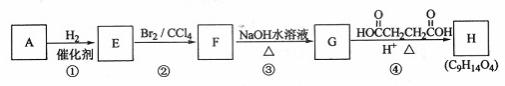 A
H₂
催化剂
①
E
Br₂ / CCl₄
②
F
NaOH水溶液
△
③
G
O O
HOCCH₂CH₂COH
H⁺ △
④
H
(C₉H₁₄O₄)